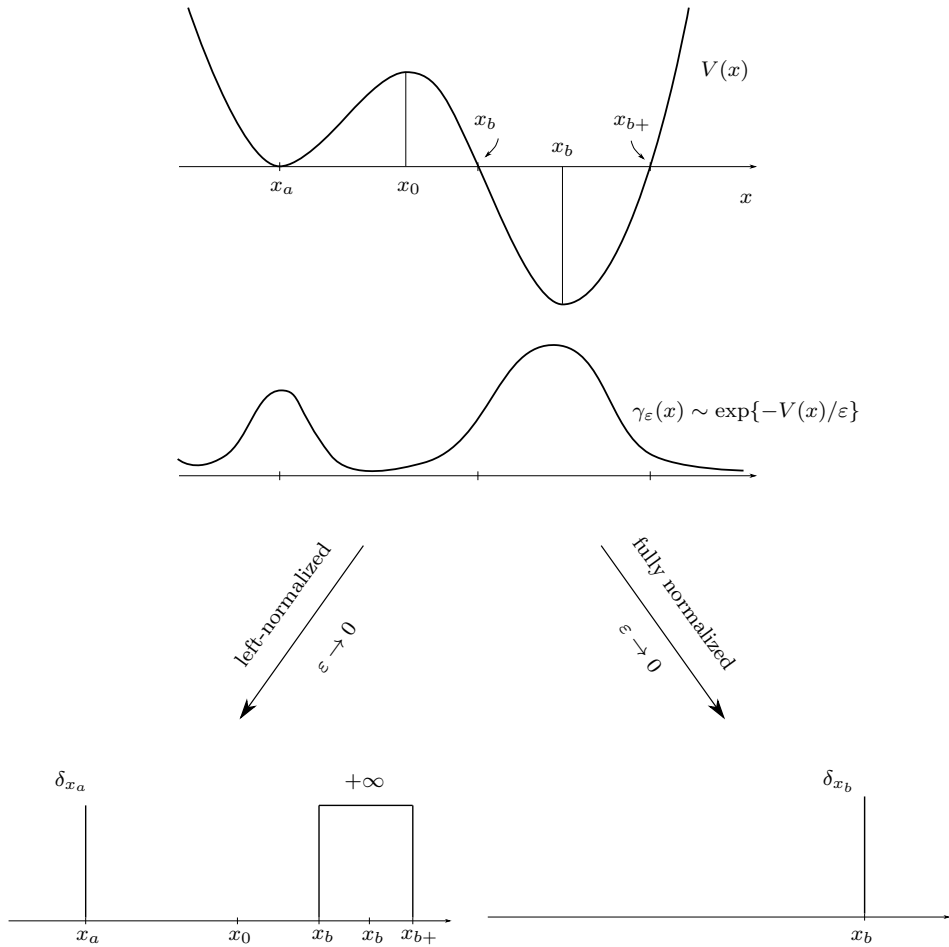 V(x)
x_b
x_{b+}
x_b
x_a
x_0
x
γ_ε(x) ∼ exp{−V(x)/ε}
left-normalized
ε → 0
fully normalized
ε → 0
δ_{x_a}
+∞
δ_{x_b}
x_a
x_0
x_b
x_b
x_{b+}
x_b